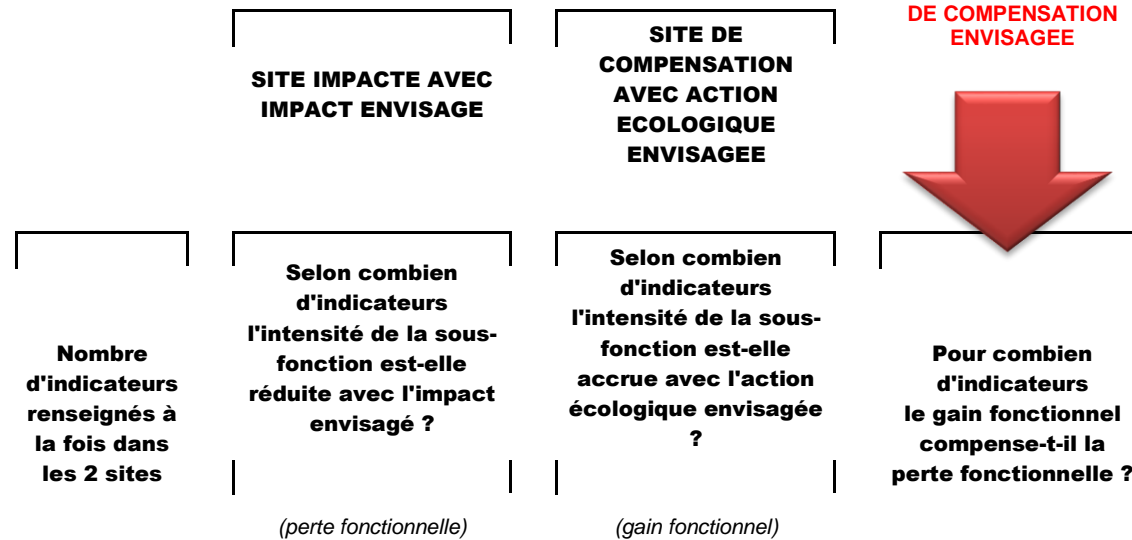 DE COMPENSATION
ENVISAGEE
SITE IMPACTE AVEC
IMPACT ENVISAGE
SITE DE
COMPENSATION
AVEC ACTION
ECOLOGIQUE
ENVISAGEE
Nombre
d'indicateurs
renseignés à
la fois dans
les 2 sites
Selon combien
d'indicateurs
l'intensité de la sous-
fonction est-elle
réduite avec l'impact
envisagé ?
(perte fonctionnelle)
Selon combien
d'indicateurs
l'intensité de la sous-
fonction est-elle
accrue avec l'action
écologique envisagée
?
(gain fonctionnel)
Pour combien
d'indicateurs
le gain fonctionnel
compense-t-il la
perte fonctionnelle ?